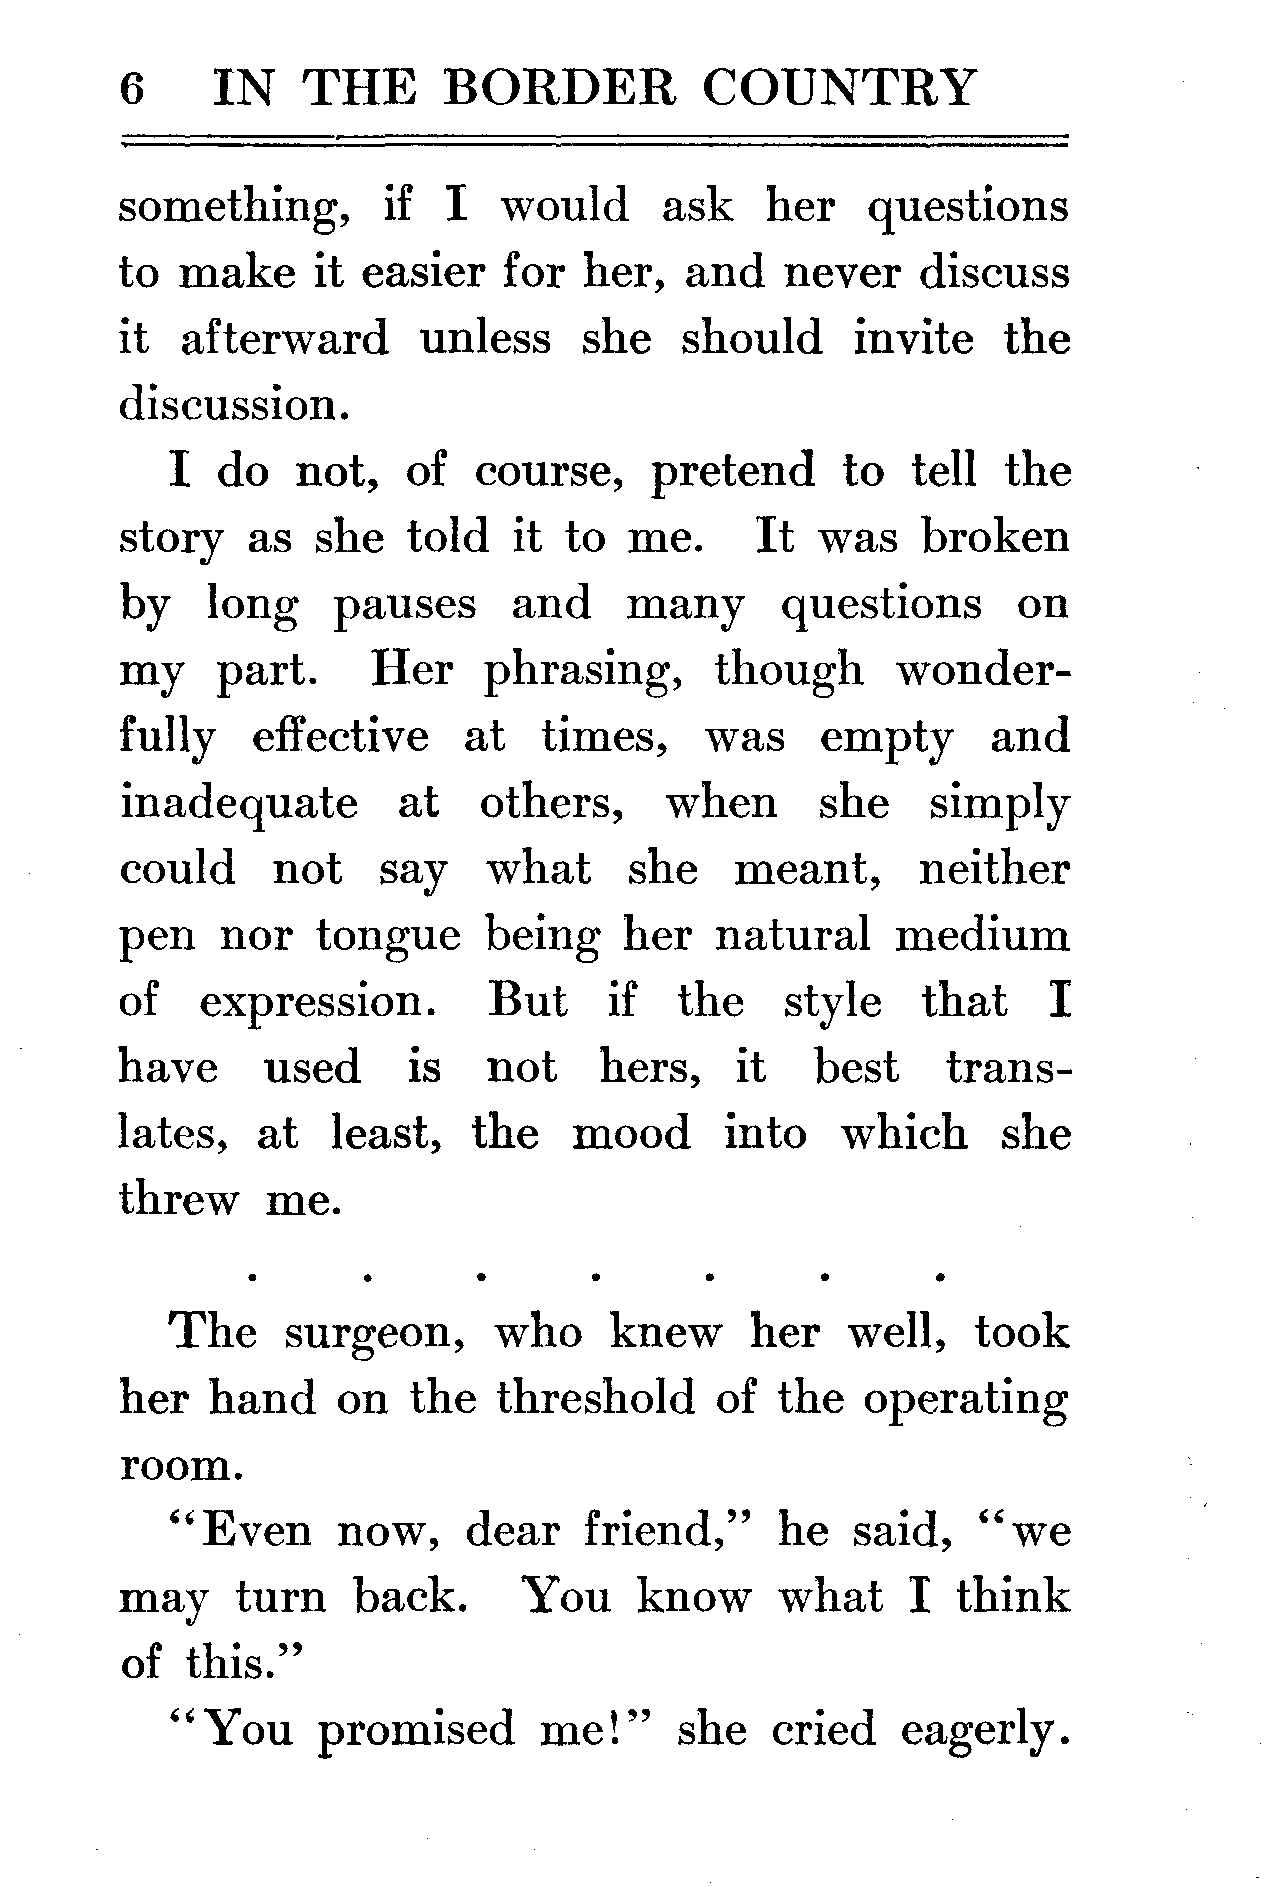 6 IN THE BORDER COUNTRY
something, if I would ask her questions
to make it easier for her, and never discuss
it afterward unless she should invite the
discussion.
I do not, of course, pretend to tell the
story as she told it to me. It was broken
by long pauses and many questions on
my part. Her phrasing, though wonder-
fully effective at times, was empty and
inadequate at others, when she simply
could not say what she meant, neither
pen nor tongue being her natural medium
of expression. But if the style that I
have used is not hers, it best trans-
lates, at least, the mood into which she
threw me.
. . . . . . .
The surgeon, who knew her well, took
her hand on the threshold of the operating
room.
“Even now, dear friend,” he said, “we
may turn back. You know what I think
of this.”
“You promised me!” she cried eagerly.